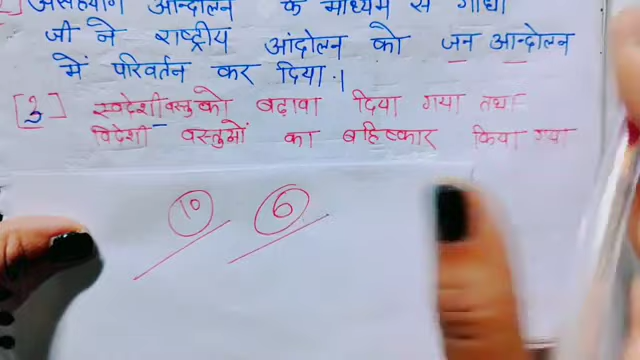 असहयोग आन्दोलन के माध्यम से गांधी
जी ने राष्ट्रीय आंदोलन को जन आन्दोलन
में परिवर्तन कर दिया।
[3] स्वदेशी वस्तु को बढ़ावा दिया गया तथा
विदेशी वस्तुओं का बहिष्कार किया गया
10 6